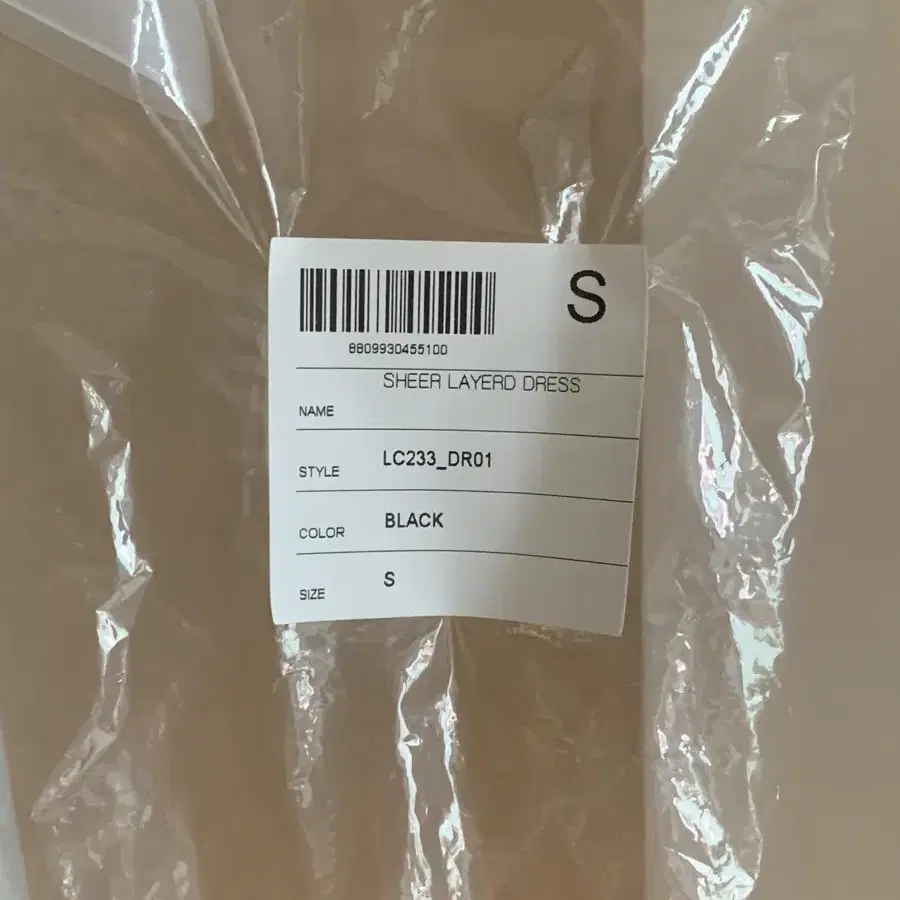 S
8809930455100
NAME SHEER LAYERD DRESS
STYLE LC233_DR01
COLOR BLACK
SIZE S